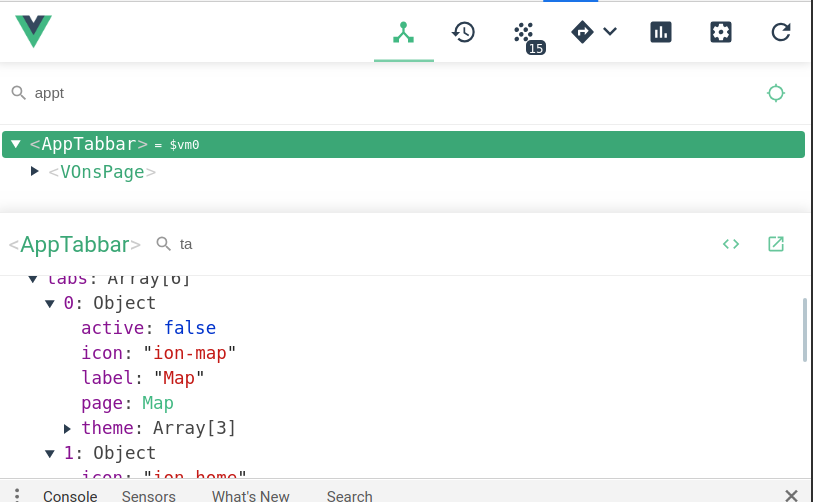 15
appt
<AppTabbar> = $vm0
<VOnsPage>
<AppTabbar> ta
tabs: Array[6]
0: Object
active: false
icon: "ion-map"
label: "Map"
page: Map
theme: Array[3]
1: Object
icon: "ion-home"
Console Sensors What's New Search